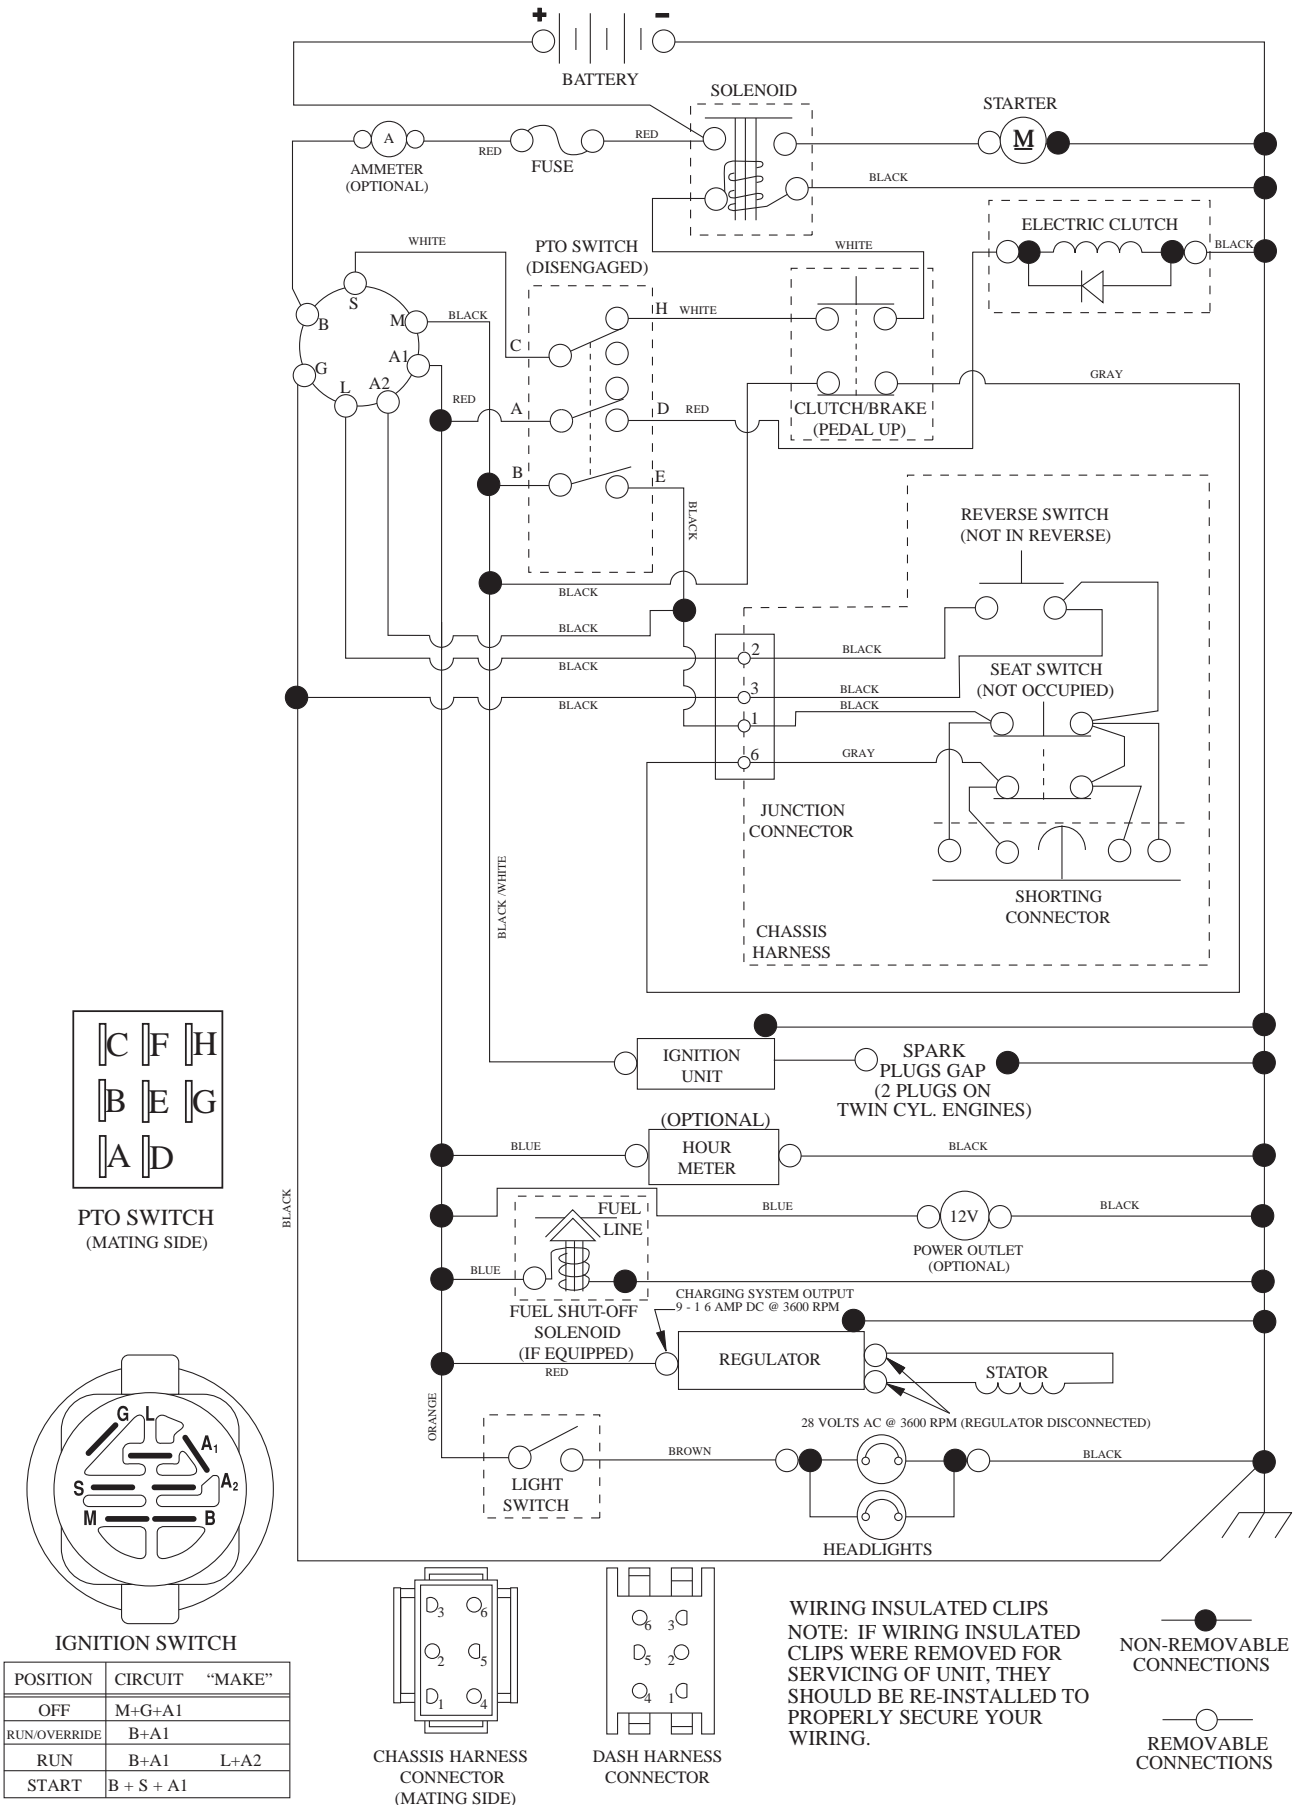 + −
BATTERY
SOLENOID
STARTER
A
AMMETER
(OPTIONAL)
RED
FUSE
RED
M
BLACK
ELECTRIC CLUTCH
BLACK
WHITE
PTO SWITCH
(DISENGAGED)
WHITE
S
B
M
BLACK
G
A1
L
A2
C
H WHITE
RED
A
D RED
B
E
BLACK
CLUTCH/BRAKE
(PEDAL UP)
GRAY
REVERSE SWITCH
(NOT IN REVERSE)
BLACK
BLACK
BLACK
2
BLACK
SEAT SWITCH
(NOT OCCUPIED)
3
BLACK
BLACK
BLACK
1
6
GRAY
JUNCTION
CONNECTOR
BLACK /WHITE
SHORTING
CONNECTOR
CHASSIS
HARNESS
C F H
B E G
A D
PTO SWITCH
(MATING SIDE)
BLACK
IGNITION
UNIT
SPARK
PLUGS GAP
(2 PLUGS ON
TWIN CYL. ENGINES)
(OPTIONAL)
BLUE
HOUR
METER
BLACK
FUEL
LINE
BLUE
12V
BLACK
POWER OUTLET
(OPTIONAL)
BLUE
FUEL SHUT-OFF
SOLENOID
(IF EQUIPPED)
CHARGING SYSTEM OUTPUT
9 - 1 6 AMP DC @ 3600 RPM
RED
REGULATOR
STATOR
28 VOLTS AC @ 3600 RPM (REGULATOR DISCONNECTED)
ORANGE
LIGHT
SWITCH
BROWN
BLACK
HEADLIGHTS
G L
A1
S
A2
M
B
IGNITION SWITCH
POSITION CIRCUIT “MAKE”
OFF M+G+A1
RUN/OVERRIDE B+A1
RUN B+A1 L+A2
START B + S + A1
3 6
2 5
1 4
CHASSIS HARNESS
CONNECTOR
(MATING SIDE)
6 3
5 2
4 1
DASH HARNESS
CONNECTOR
WIRING INSULATED CLIPS
NOTE: IF WIRING INSULATED
CLIPS WERE REMOVED FOR
SERVICING OF UNIT, THEY
SHOULD BE RE-INSTALLED TO
PROPERLY SECURE YOUR
WIRING.
NON-REMOVABLE
CONNECTIONS
REMOVABLE
CONNECTIONS